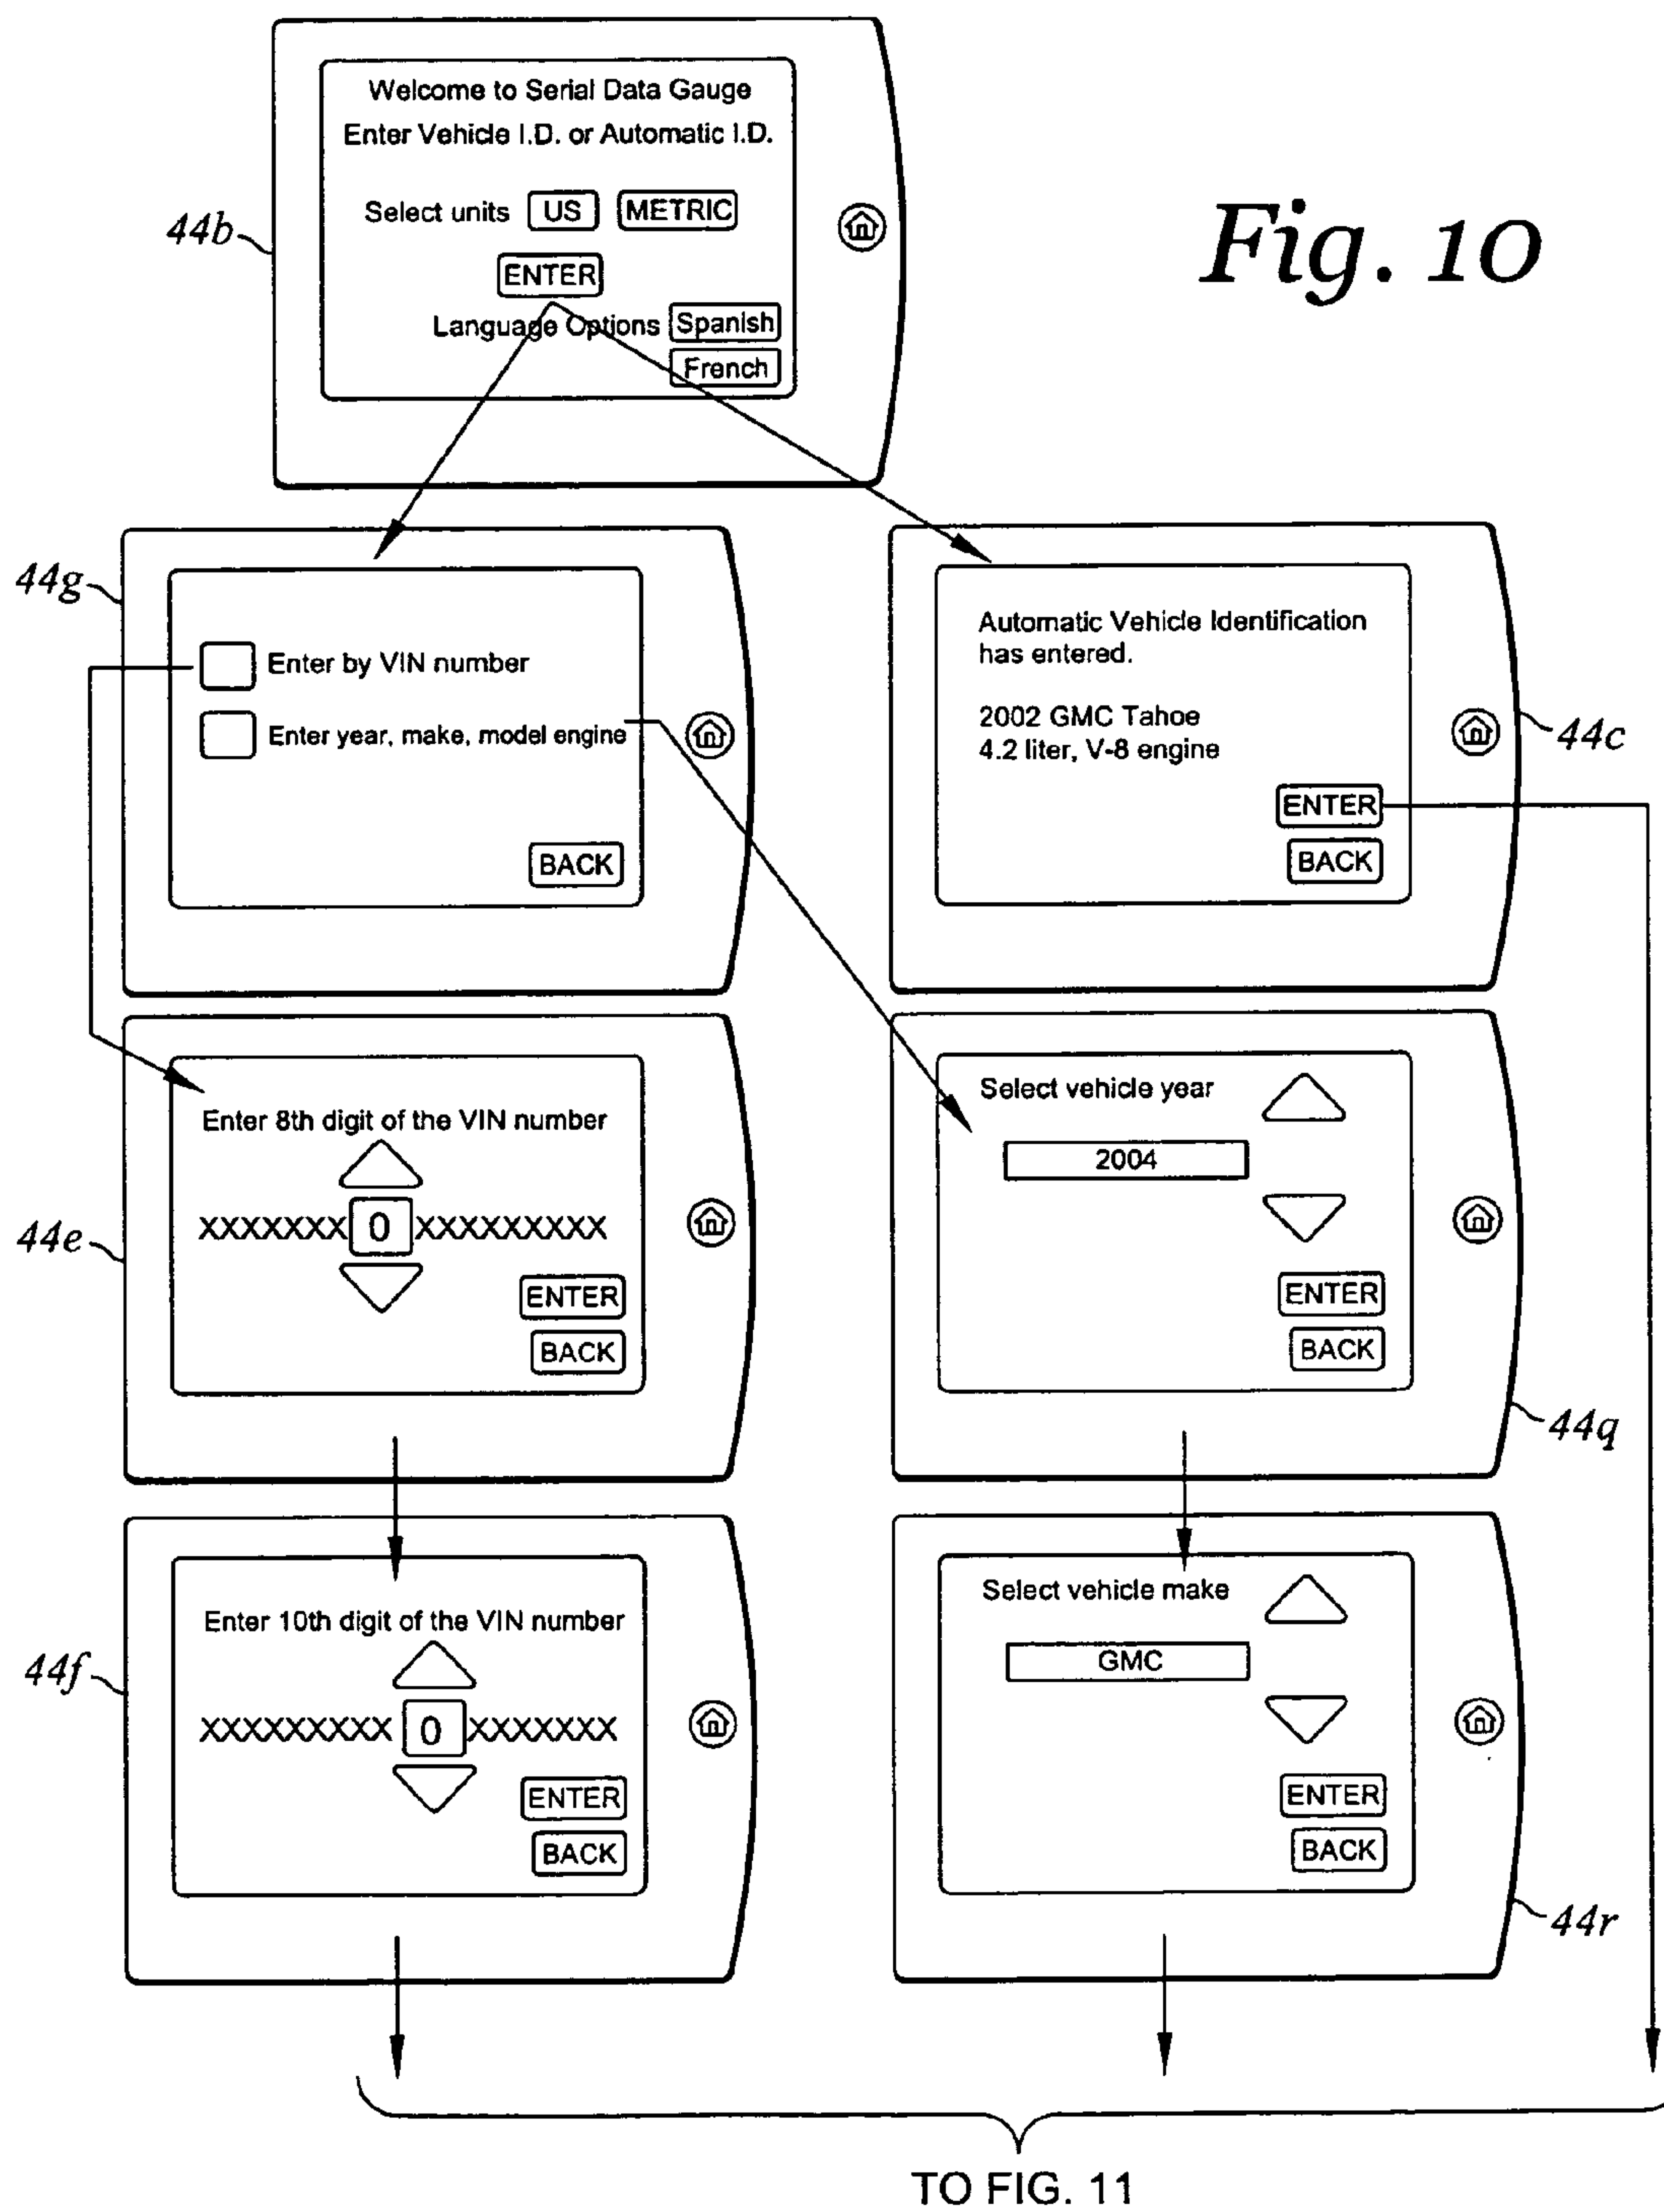 Fig. 10
Welcome to Serial Data Gauge
Enter Vehicle I.D. or Automatic I.D.
Select units US METRIC
ENTER
Language Options Spanish
French
44b
44g
Enter by VIN number
Enter year, make, model engine
BACK
Automatic Vehicle Identification
has entered.
2002 GMC Tahoe
4.2 liter, V-8 engine
ENTER
BACK
44c
44e
Enter 8th digit of the VIN number
XXXXXXX 0 XXXXXXXXX
ENTER
BACK
Select vehicle year
2004
ENTER
BACK
44q
44f
Enter 10th digit of the VIN number
XXXXXXXXX 0 XXXXXXX
ENTER
BACK
Select vehicle make
GMC
ENTER
BACK
44r
TO FIG. 11